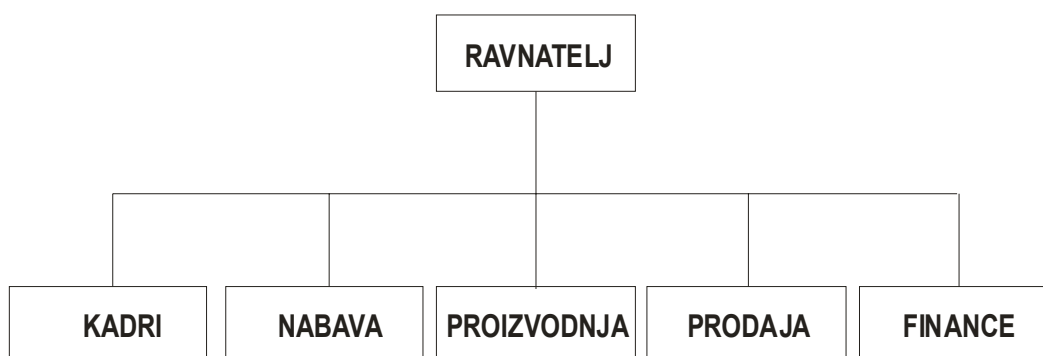 RAVNATELJ
KADRI
NABAVA
PROIZVODNJA
PRODAJA
FINANCE